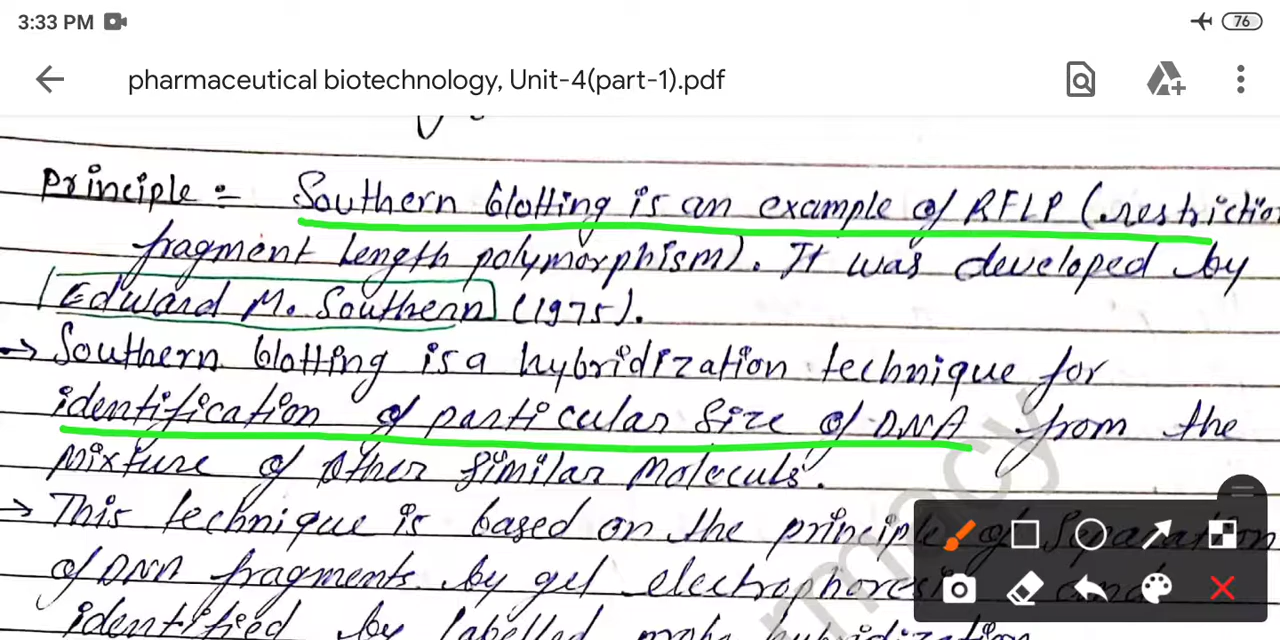 3:33 PM
76
pharmaceutical biotechnology, Unit-4(part-1).pdf
Principle :- Southern blotting is an example of RFLP (restriction
fragment length polymorphism). It was developed by
Edward M. Southern (1975).
→ Southern blotting is a hybridization technique for
identification of particular size of DNA from the
mixture of other similar molecule.
→ This technique is based on the principle of Separation
of DNA fragments by gel electrophoresis and
identified by labelled hybridization
macy